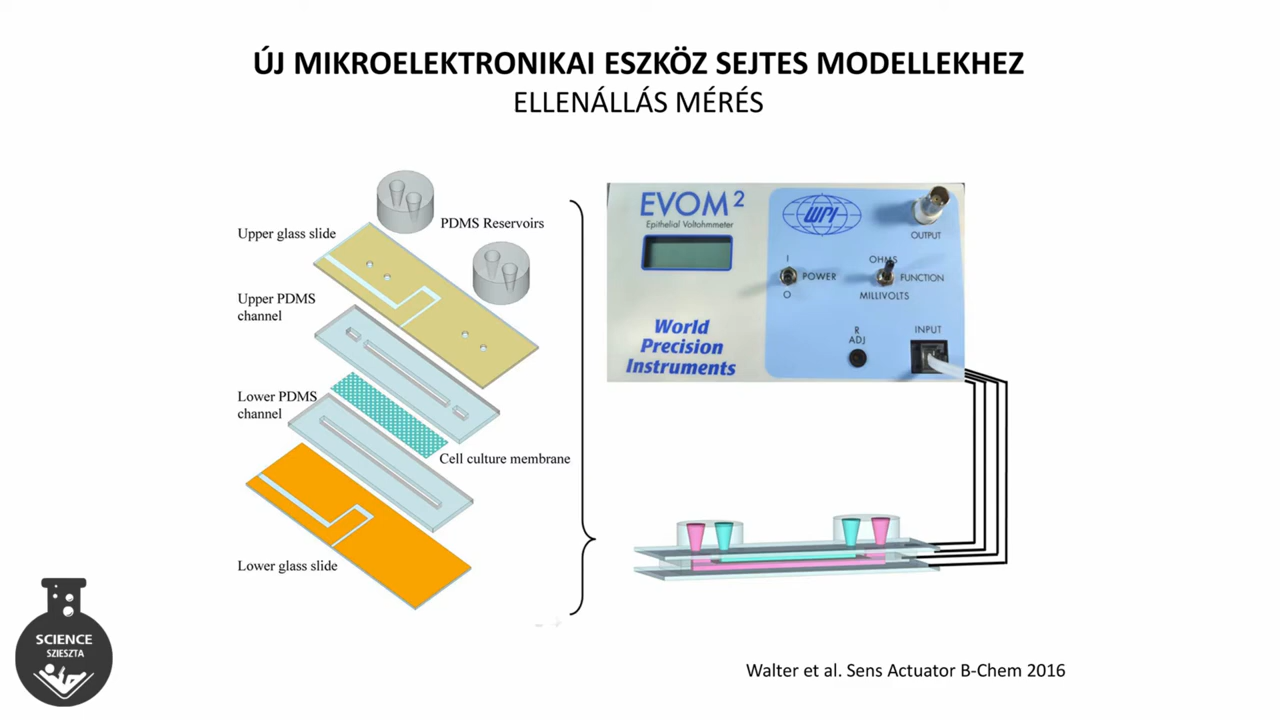 ÚJ MIKROELEKTRONIKAI ESZKÖZ SEJTES MODELLEKHEZ
ELLENÁLLÁS MÉRÉS
PDMS Reservoirs
Upper glass slide
Upper PDMS
channel
Lower PDMS
channel
Cell culture membrane
Lower glass slide
EVOM2
Epithelial Voltohmmeter
WPI
OUTPUT
I
POWER
O
OHMS
FUNCTION
MILLIVOLTS
World
Precision
Instruments
R
ADJ
INPUT
SCIENCE
SZIESZTA
Walter et al. Sens Actuator B-Chem 2016